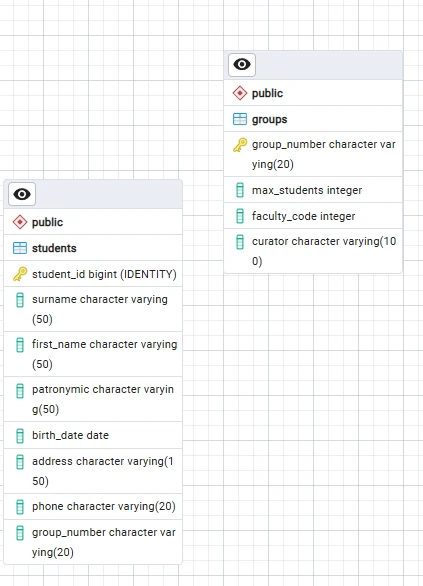 public
groups
group_number character var
ying(20)
max_students integer
faculty_code integer
curator character varying(10
0)
public
students
student_id bigint (IDENTITY)
surname character varying
(50)
first_name character varying
(50)
patronymic character varyin
g(50)
birth_date date
address character varying(1
50)
phone character varying(20)
group_number character var
ying(20)